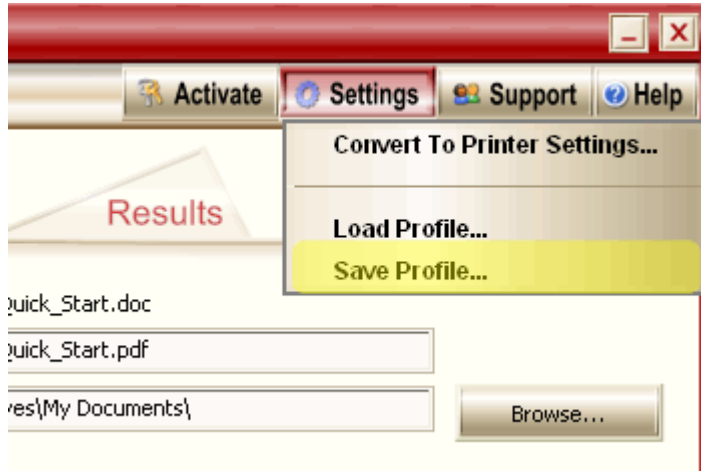 Activate Settings Support Help
Convert To Printer Settings...
Results
Load Profile...
Save Profile...
Quick_Start.doc
Quick_Start.pdf
ves\My Documents\
Browse...